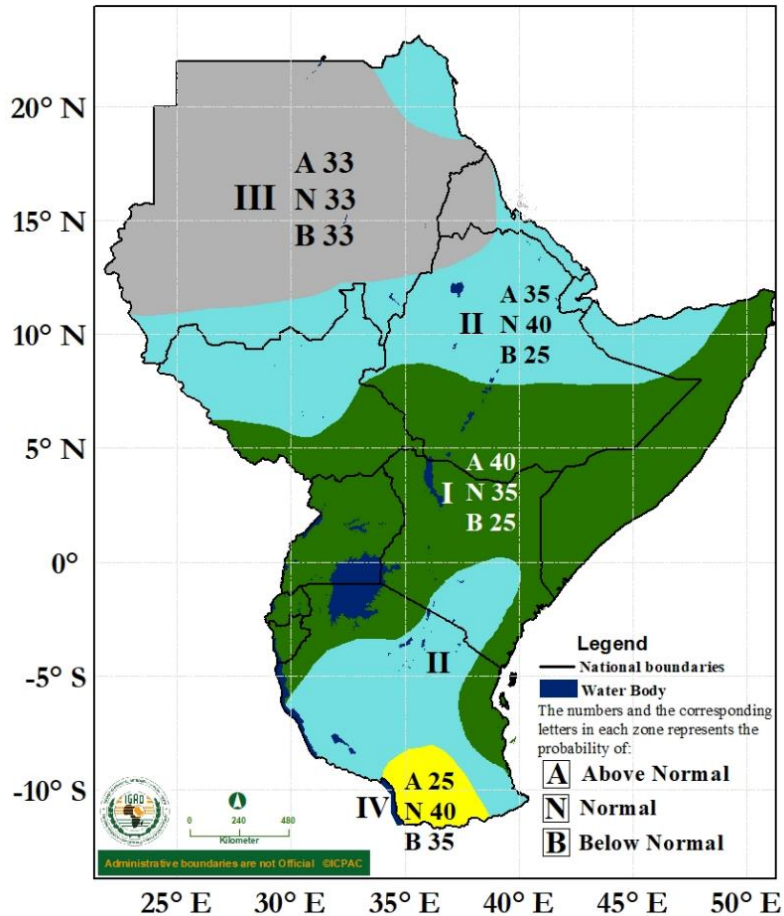 20° N
15° N
10° N
5° N
0°
-5° S
-10° S
III
A 33
N 33
B 33
II
A 35
N 40
B 25
I
A 40
N 35
B 25
II
IV
A 25
N 40
B 35
Legend
National boundaries
Water Body
The numbers and the corresponding
letters in each zone represents the
probability of:
A Above Normal
N Normal
B Below Normal
IGAD
0 240 480
Kilometer
Administrative boundaries are not Official ©ICPAC
25° E 30° E 35° E 40° E 45° E 50° E